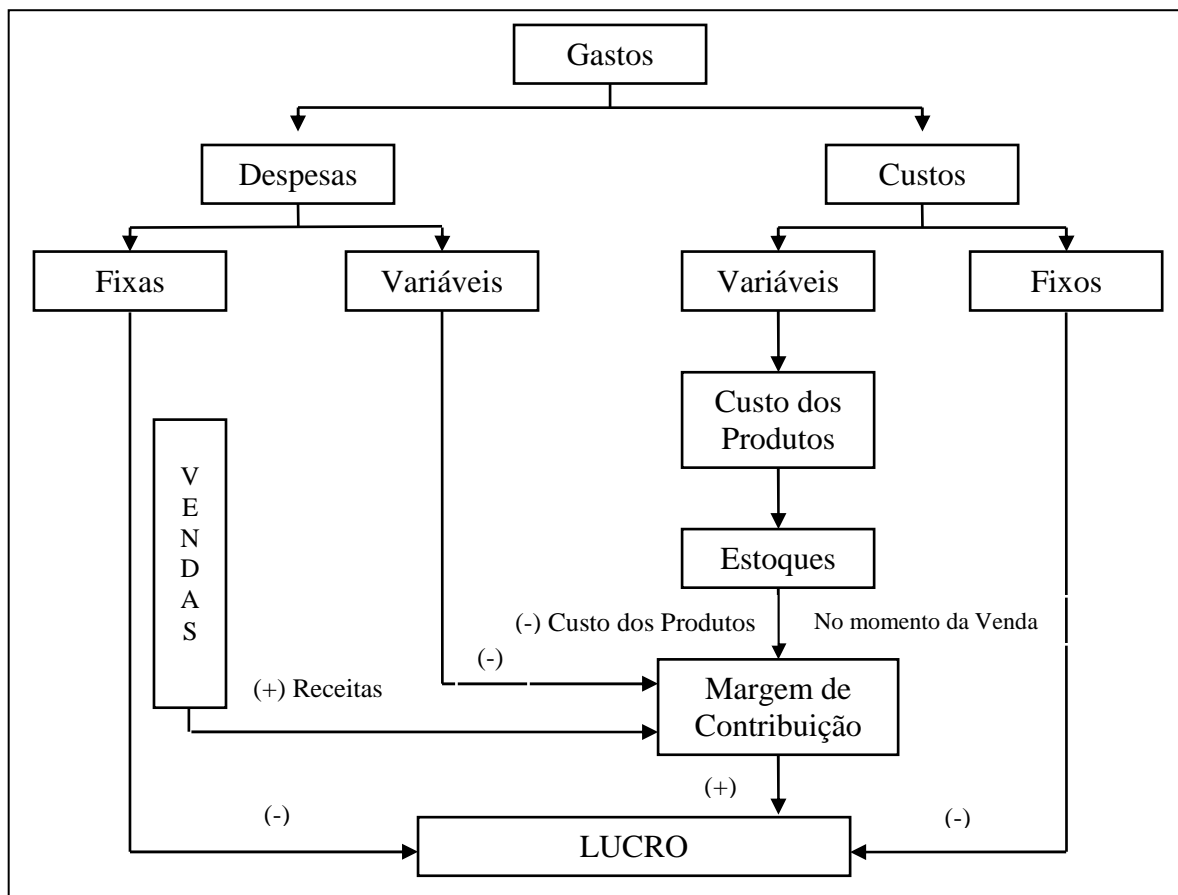 Gastos
Despesas
Custos
Fixas
Variáveis
Variáveis
Fixos
Custo dos
Produtos
V
E
N
D
A
S
Estoques
(-) Custo dos Produtos
No momento da Venda
(-)
(+) Receitas
Margem de
Contribuição
(+)
(-)
(-)
LUCRO